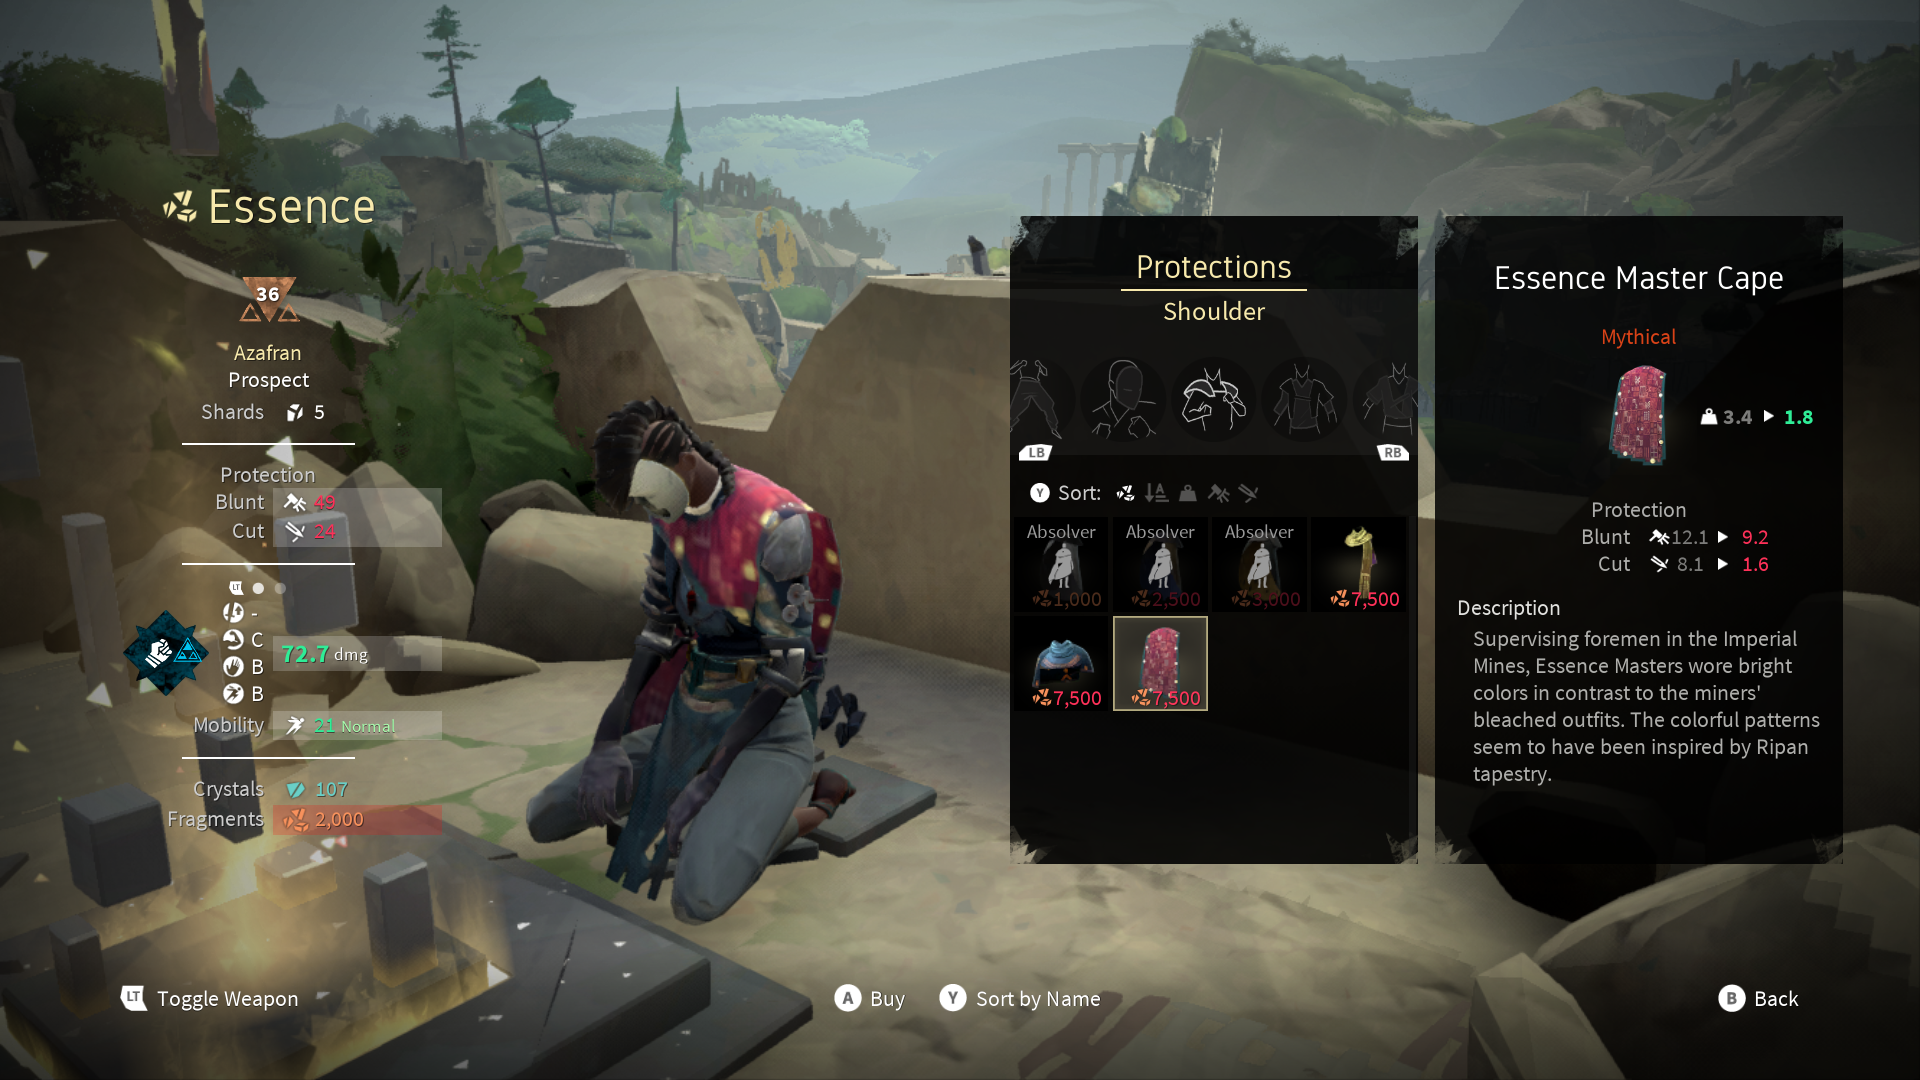 Essence
36
Azafran
Prospect
Shards 5
Protection
Blunt 49
Cut 24
LT
-
C
B
B
72.7 dmg
Mobility 21 Normal
Crystals 107
Fragments 2,000
Protections
Shoulder
LB
RB
Y Sort:
Absolver Absolver Absolver
1,000 2,500 3,000 7,500
7,500 7,500
Essence Master Cape
Mythical
3.4 1.8
Protection
Blunt 12.1 9.2
Cut 8.1 1.6
Description
Supervising foremen in the Imperial
Mines, Essence Masters wore bright
colors in contrast to the miners'
bleached outfits. The colorful patterns
seem to have been inspired by Ripan
tapestry.
LT Toggle Weapon
A Buy
Y Sort by Name
B Back